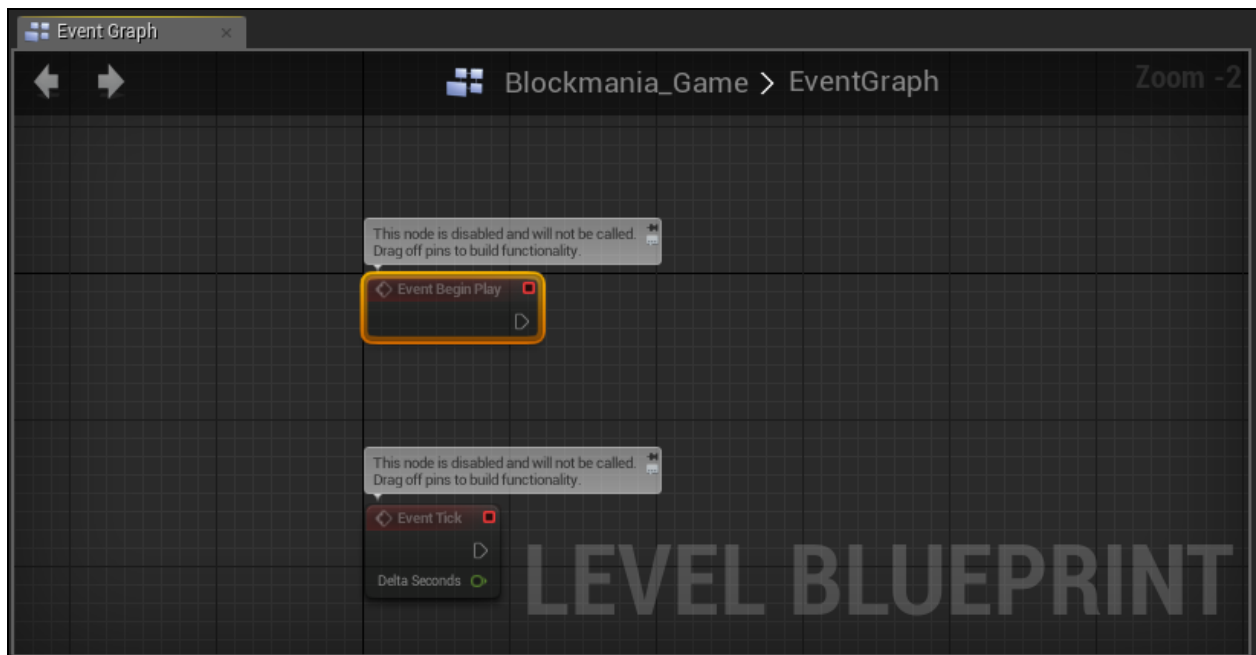 Event Graph
Blockmania_Game > EventGraph
Zoom -2
This node is disabled and will not be called.
Drag off pins to build functionality.
Event Begin Play
This node is disabled and will not be called.
Drag off pins to build functionality.
Event Tick
Delta Seconds
LEVEL BLUEPRINT